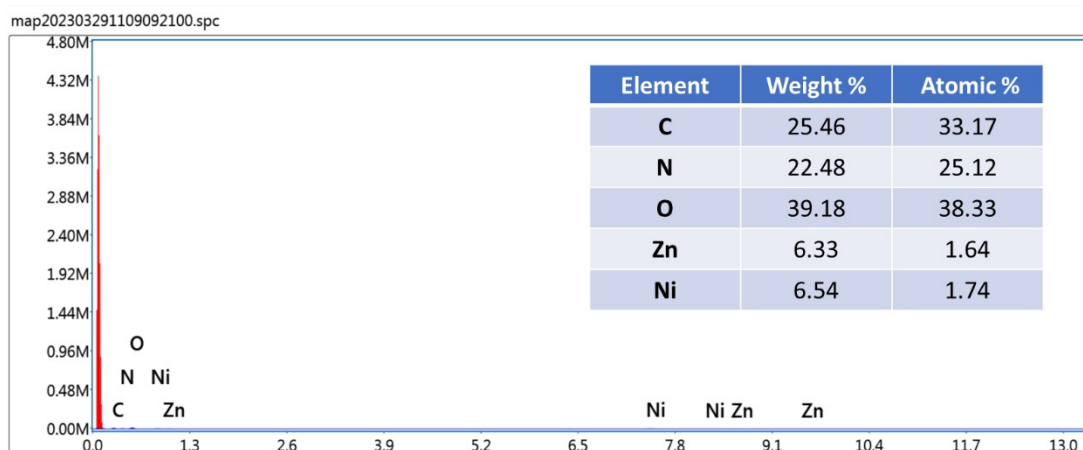 map202303291109092100.spc
4.80M
4.32M
3.84M
3.36M
2.88M
2.40M
1.92M
1.44M
0.96M
0.48M
0.00M
Element Weight % Atomic %
C 25.46 33.17
N 22.48 25.12
O 39.18 38.33
Zn 6.33 1.64
Ni 6.54 1.74
O
N Ni
C Zn Ni Ni Zn Zn
0.0 1.3 2.6 3.9 5.2 6.5 7.8 9.1 10.4 11.7 13.0